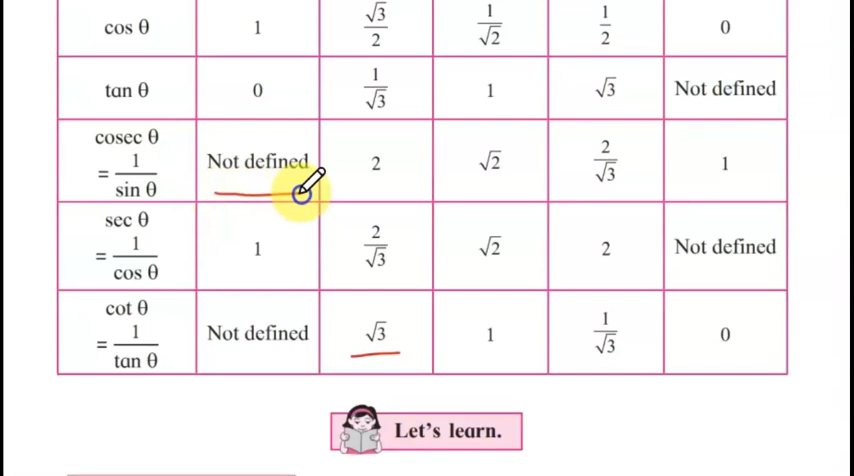 cos θ 1 √3/2 1/√2 1/2 0
tan θ 0 1/√3 1 √3 Not defined
cosec θ = 1/sin θ Not defined 2 √2 2/√3 1
sec θ = 1/cos θ 1 2/√3 √2 2 Not defined
cot θ = 1/tan θ Not defined √3 1 1/√3 0
Let's learn.